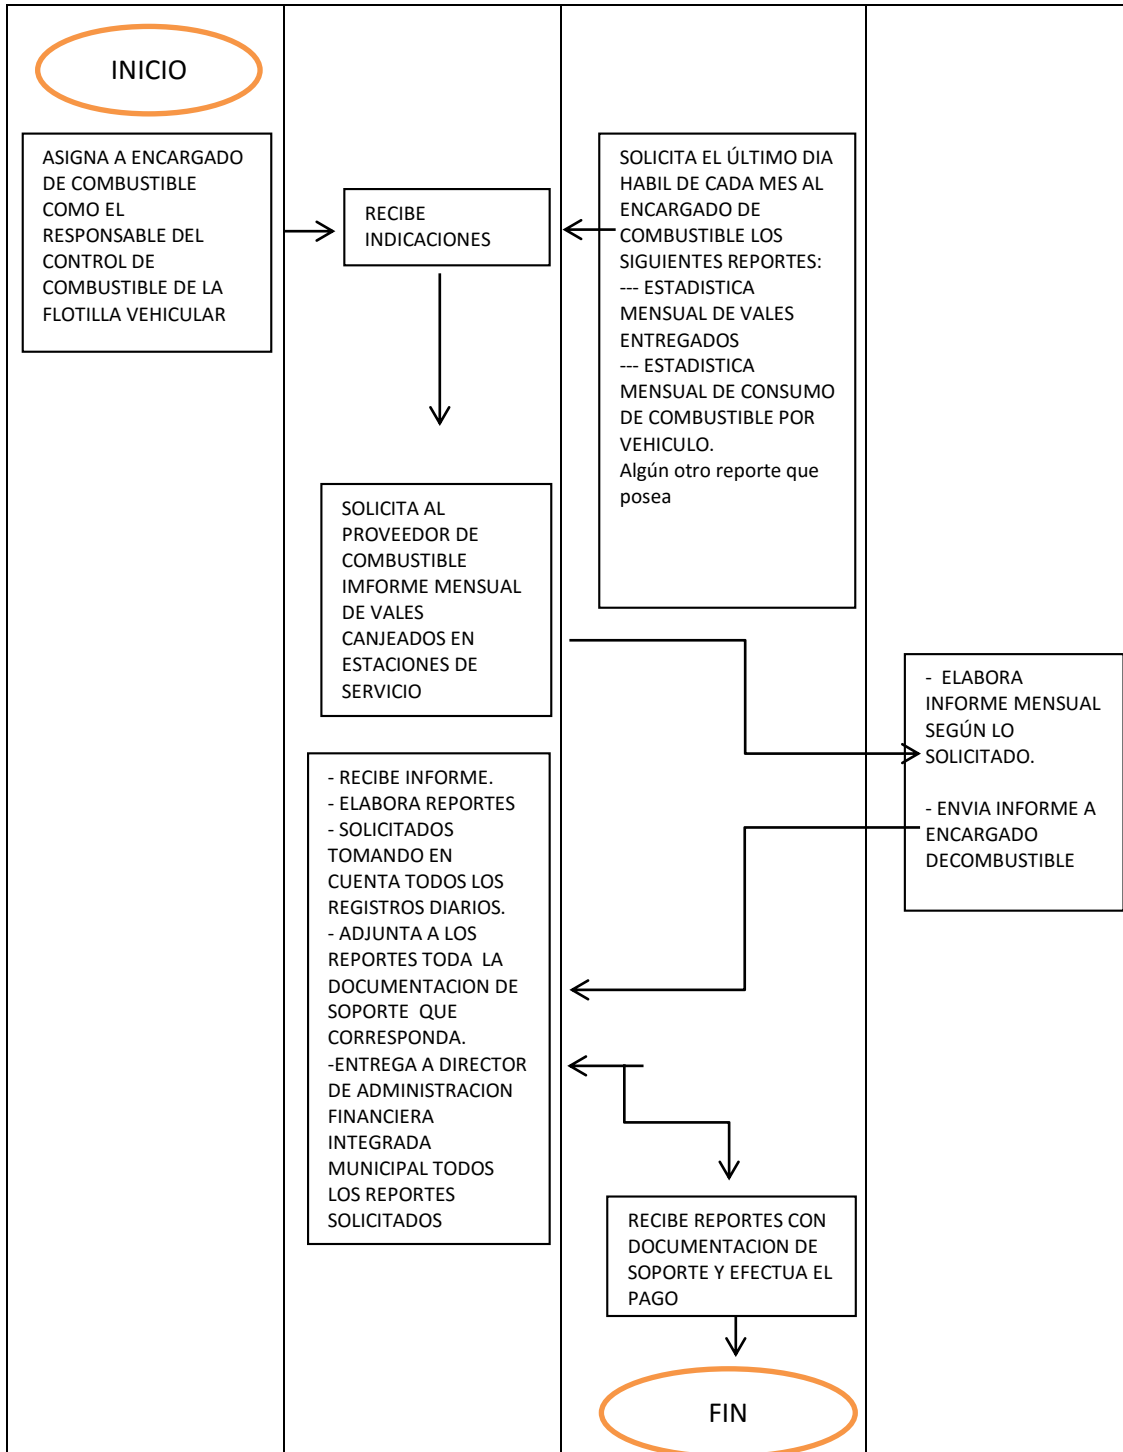 INICIO
ASIGNA A ENCARGADO
DE COMBUSTIBLE
COMO EL
RESPONSABLE DEL
CONTROL DE
COMBUSTIBLE DE LA
FLOTILLA VEHICULAR
RECIBE
INDICACIONES
SOLICITA EL ÚLTIMO DIA
HABIL DE CADA MES AL
ENCARGADO DE
COMBUSTIBLE LOS
SIGUIENTES REPORTES:
--- ESTADISTICA
MENSUAL DE VALES
ENTREGADOS
--- ESTADISTICA
MENSUAL DE CONSUMO
DE COMBUSTIBLE POR
VEHICULO.
Algún otro reporte que
posea
SOLICITA AL
PROVEEDOR DE
COMBUSTIBLE
IMFORME MENSUAL
DE VALES
CANJEADOS EN
ESTACIONES DE
SERVICIO
- ELABORA
INFORME MENSUAL
SEGÚN LO
SOLICITADO.
- ENVIA INFORME A
ENCARGADO
DECOMBUSTIBLE
- RECIBE INFORME.
- ELABORA REPORTES
- SOLICITADOS
TOMANDO EN
CUENTA TODOS LOS
REGISTROS DIARIOS.
- ADJUNTA A LOS
REPORTES TODA  LA
DOCUMENTACION DE
SOPORTE  QUE
CORRESPONDA.
-ENTREGA A DIRECTOR
DE ADMINISTRACION
FINANCIERA
INTEGRADA
MUNICIPAL TODOS
LOS REPORTES
SOLICITADOS
RECIBE REPORTES CON
DOCUMENTACION DE
SOPORTE Y EFECTUA EL
PAGO
FIN